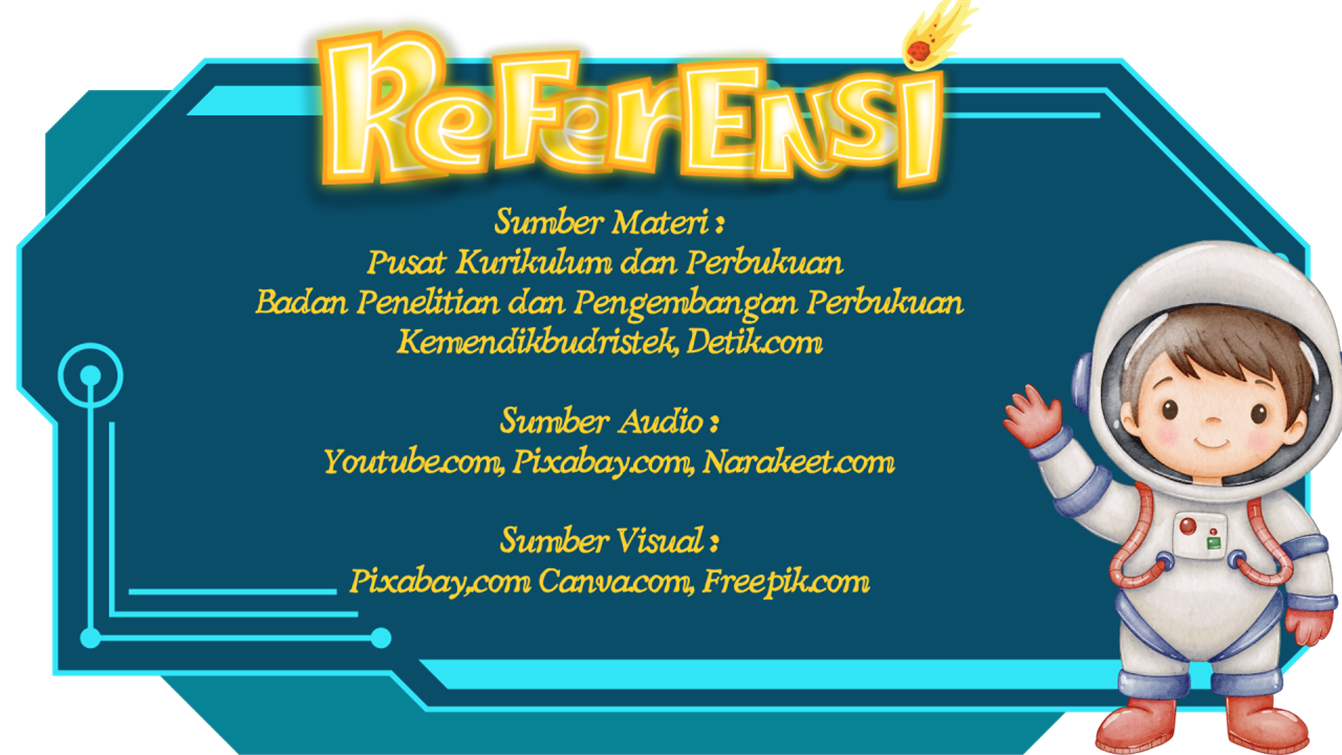 ReFerENSi
Sumber Materi :
Pusat Kurikulum dan Perbukuan
Badan Penelitian dan Pengembangan Perbukuan
Kemendikbudristek, Detik.com
Sumber Audio :
Youtube.com, Pixabay.com, Narakeet.com
Sumber Visual :
Pixabay,com Canva.com, Freepik.com